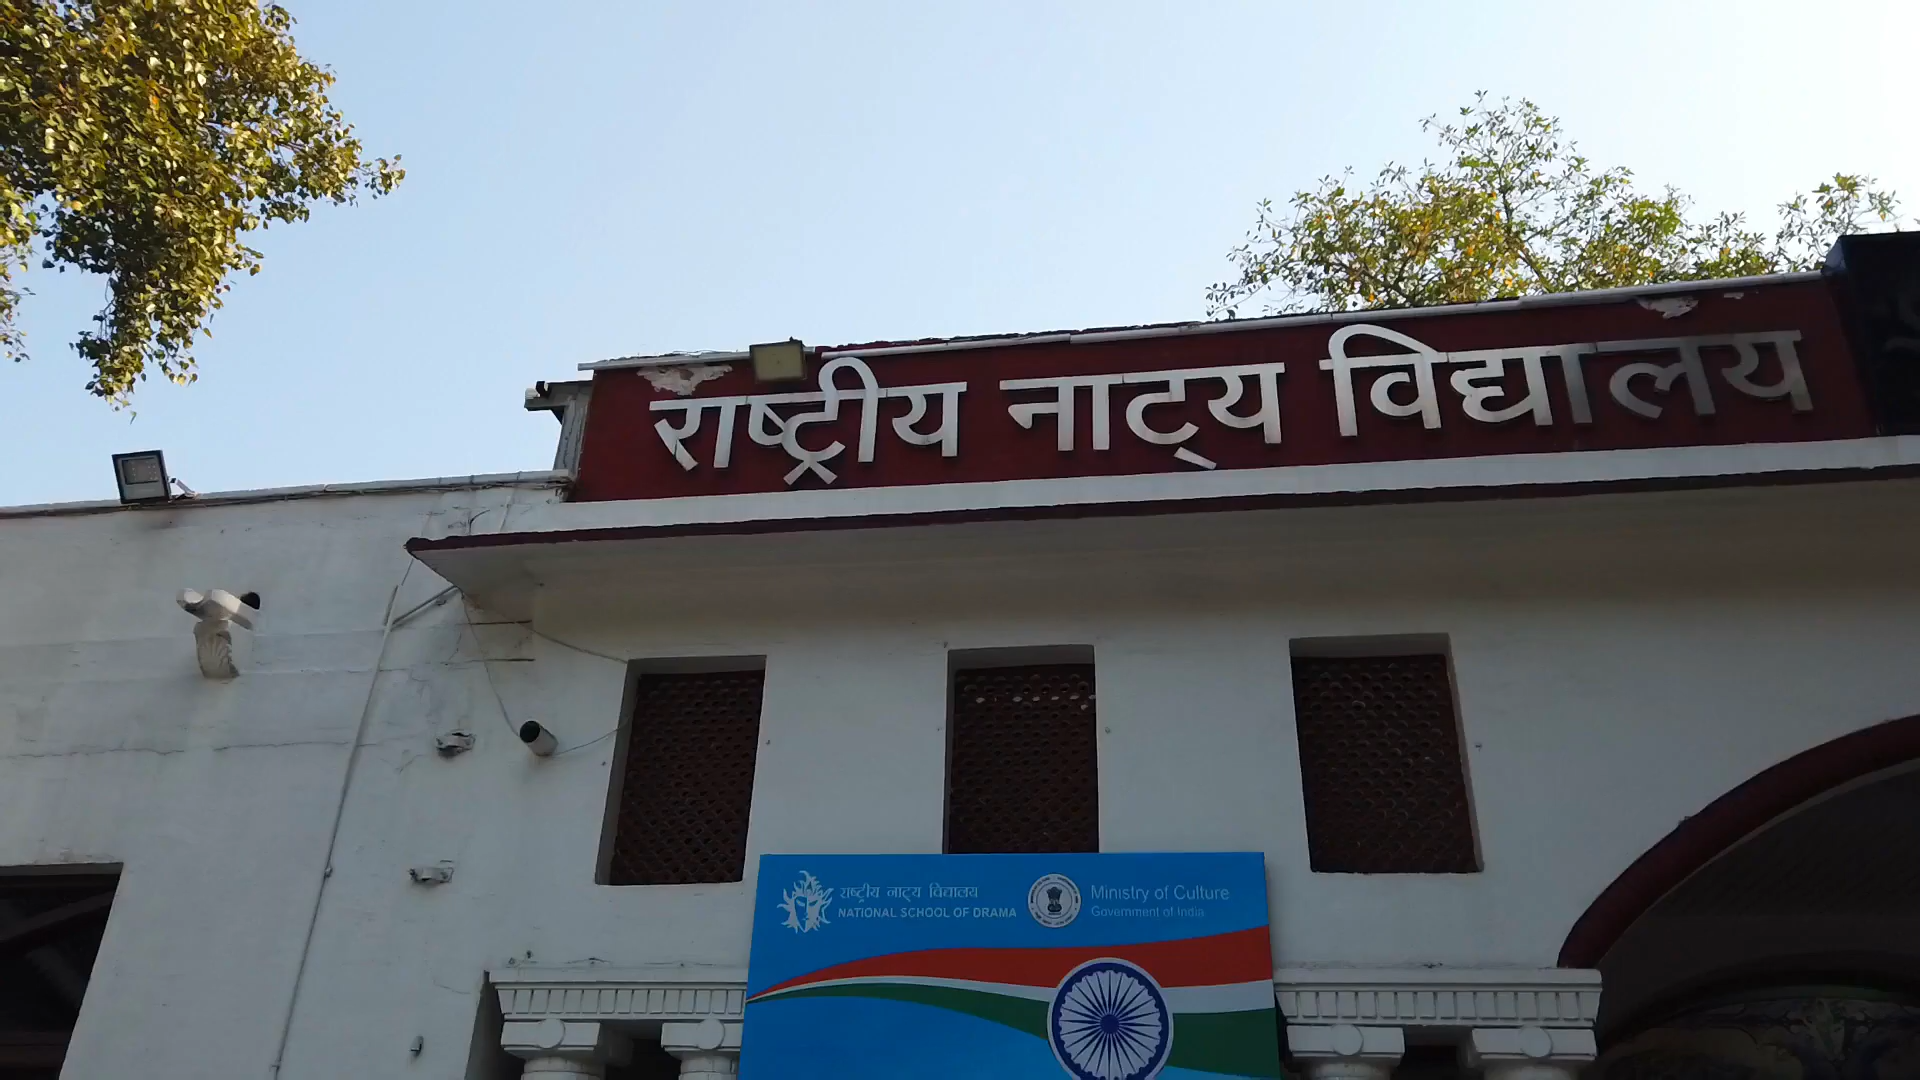 राष्ट्रीय नाट्य विद्यालय
राष्ट्रीय नाट्य विद्यालय
NATIONAL SCHOOL OF DRAMA
Ministry of Culture
Government of India